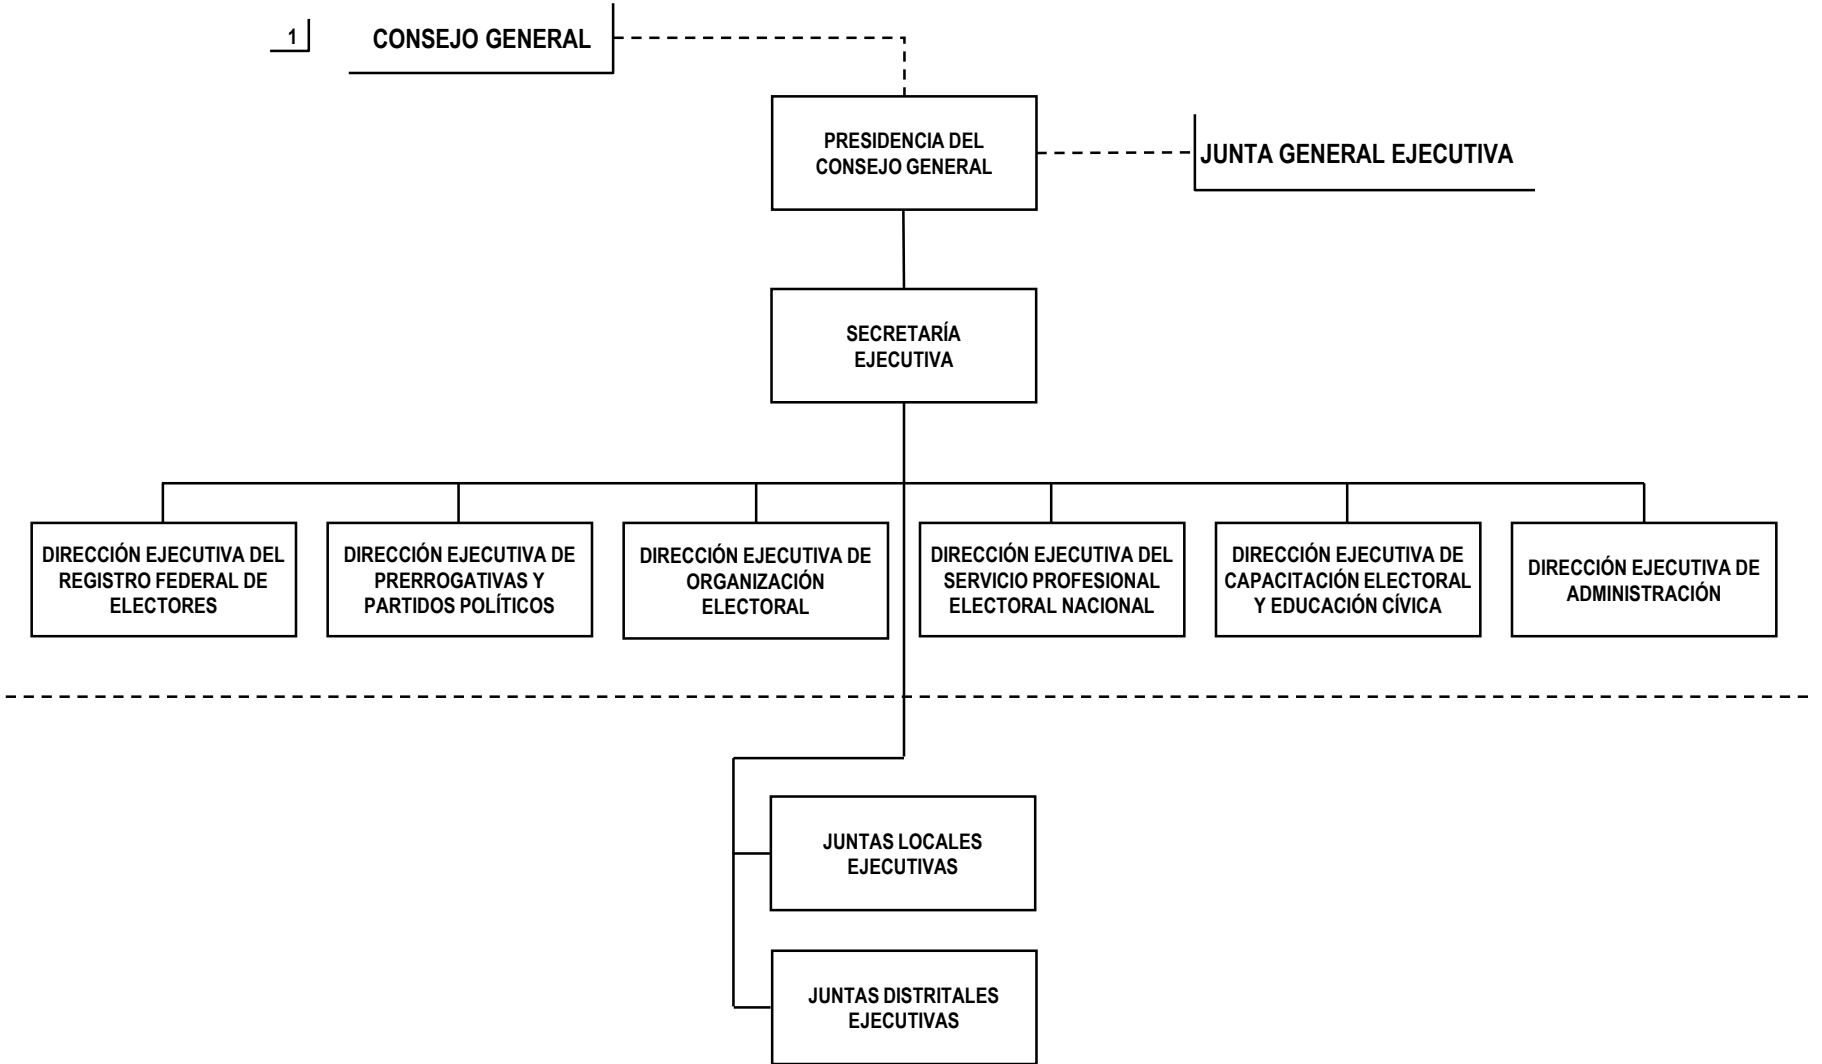 1
CONSEJO GENERAL
PRESIDENCIA DEL
CONSEJO GENERAL
JUNTA GENERAL EJECUTIVA
SECRETARÍA
EJECUTIVA
DIRECCIÓN EJECUTIVA DEL
REGISTRO FEDERAL DE
ELECTORES
DIRECCIÓN EJECUTIVA DE
PRERROGATIVAS Y
PARTIDOS POLÍTICOS
DIRECCIÓN EJECUTIVA DE
ORGANIZACIÓN
ELECTORAL
DIRECCIÓN EJECUTIVA DEL
SERVICIO PROFESIONAL
ELECTORAL NACIONAL
DIRECCIÓN EJECUTIVA DE
CAPACITACIÓN ELECTORAL
Y EDUCACIÓN CÍVICA
DIRECCIÓN EJECUTIVA DE
ADMINISTRACIÓN
JUNTAS LOCALES
EJECUTIVAS
JUNTAS DISTRITALES
EJECUTIVAS